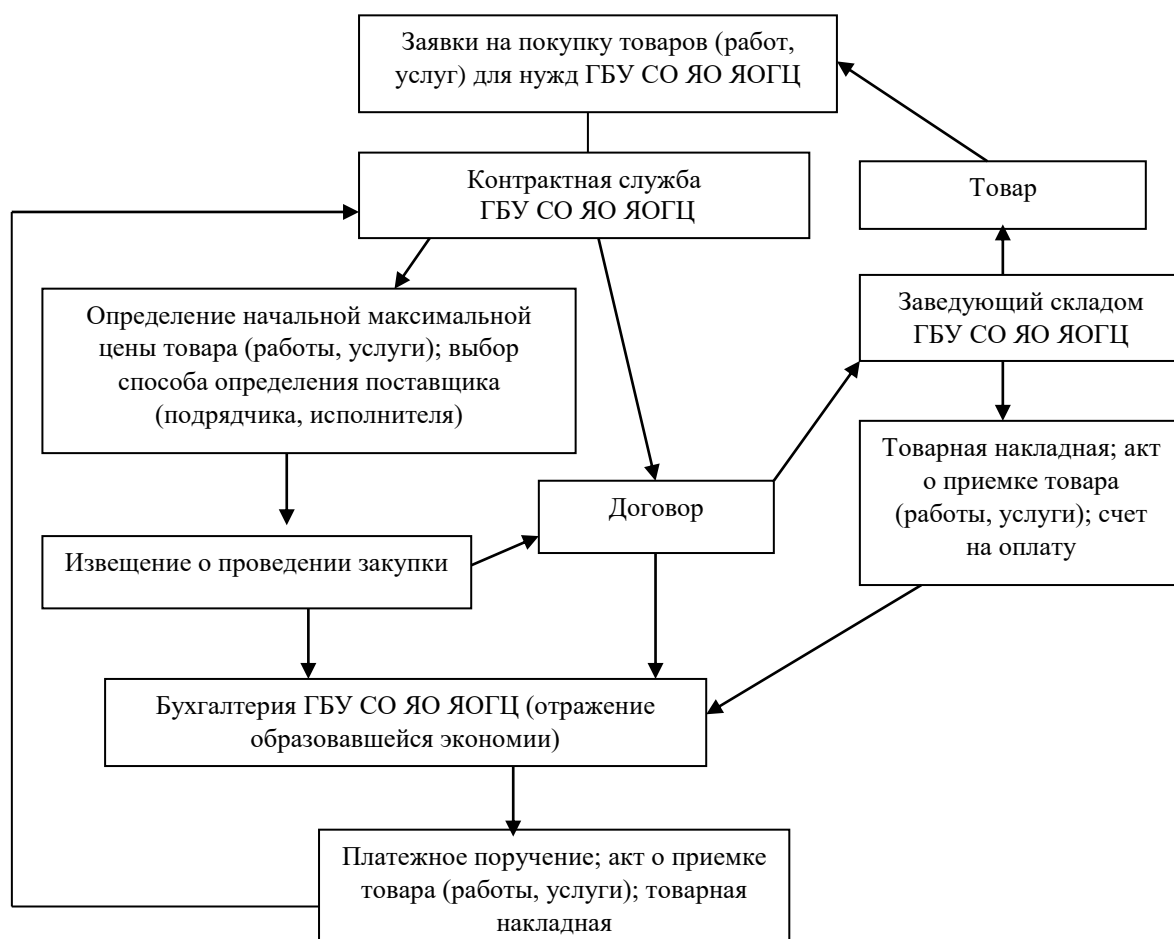 Заявки на покупку товаров (работ,
услуг) для нужд ГБУ СО ЯО ЯОГЦ
Контрактная служба
ГБУ СО ЯО ЯОГЦ
Товар
Определение начальной максимальной
цены товара (работы, услуги); выбор
способа определения поставщика
(подрядчика, исполнителя)
Заведующий складом
ГБУ СО ЯО ЯОГЦ
Товарная накладная; акт
о приемке товара
(работы, услуги); счет
на оплату
Договор
Извещение о проведении закупки
Бухгалтерия ГБУ СО ЯО ЯОГЦ (отражение
образовавшейся экономии)
Платежное поручение; акт о приемке
товара (работы, услуги); товарная
накладная